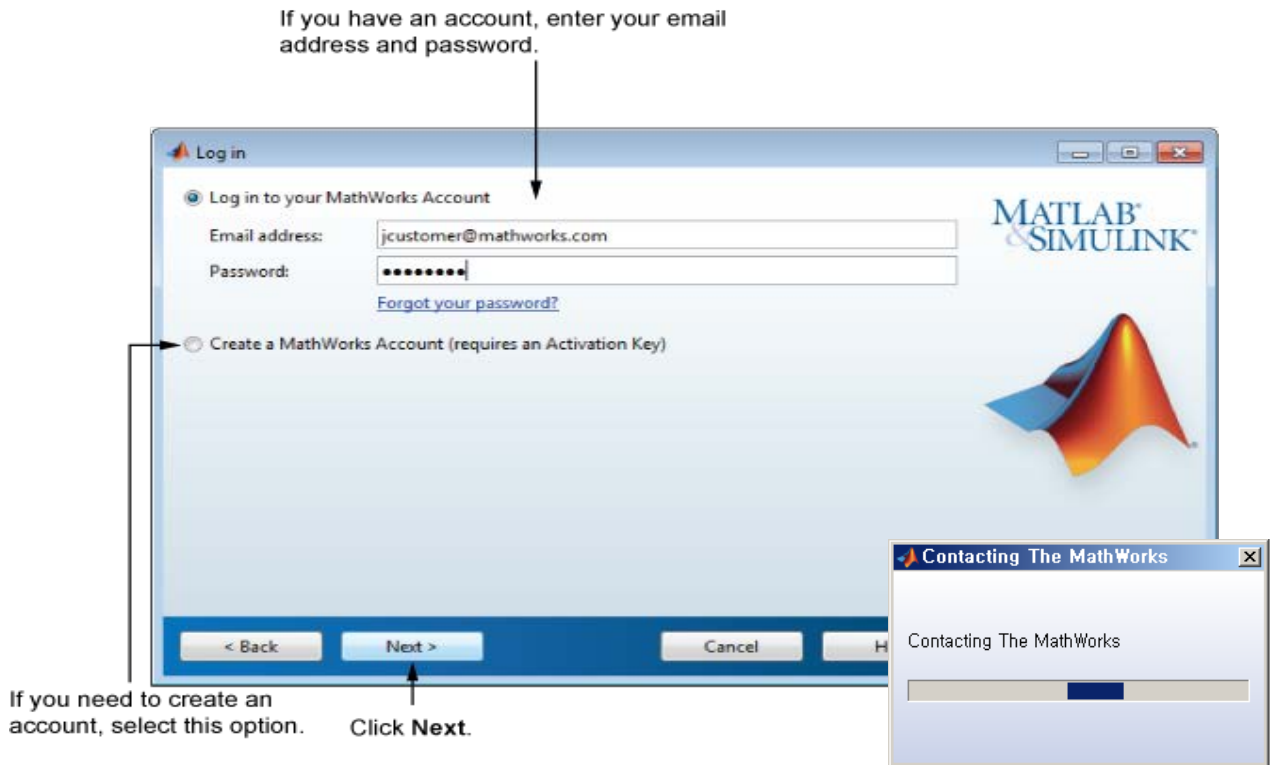 If you have an account, enter your email
address and password.
Log in
Log in to your MathWorks Account
Email address:
jcustomer@mathworks.com
Password:
••••••••
Forgot your password?
Create a MathWorks Account (requires an Activation Key)
MATLAB®
&SIMULINK®
< Back
Next >
Cancel
H
Contacting The MathWorks
Contacting The MathWorks
If you need to create an
account, select this option.
Click Next.